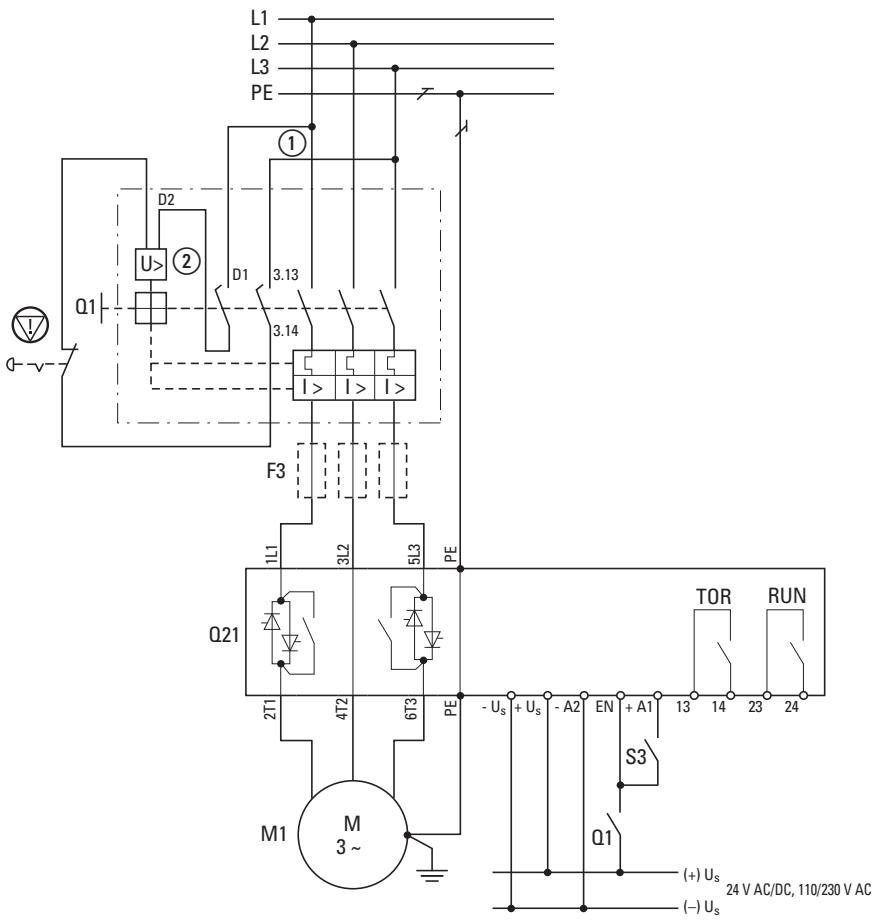 L1
L2
L3
PE
1
D2
U>
2
D1
3.13
Q1
3.14
!
I > I > I >
F3
1L1 3L2 5L3 PE
TOR RUN
Q21
2T1 4T2 6T3 PE
- Us + Us - A2 EN + A1 13 14 23 24
S3
M1
M
3 ~
Q1
(+) Us
24 V AC/DC, 110/230 V AC
(–) Us